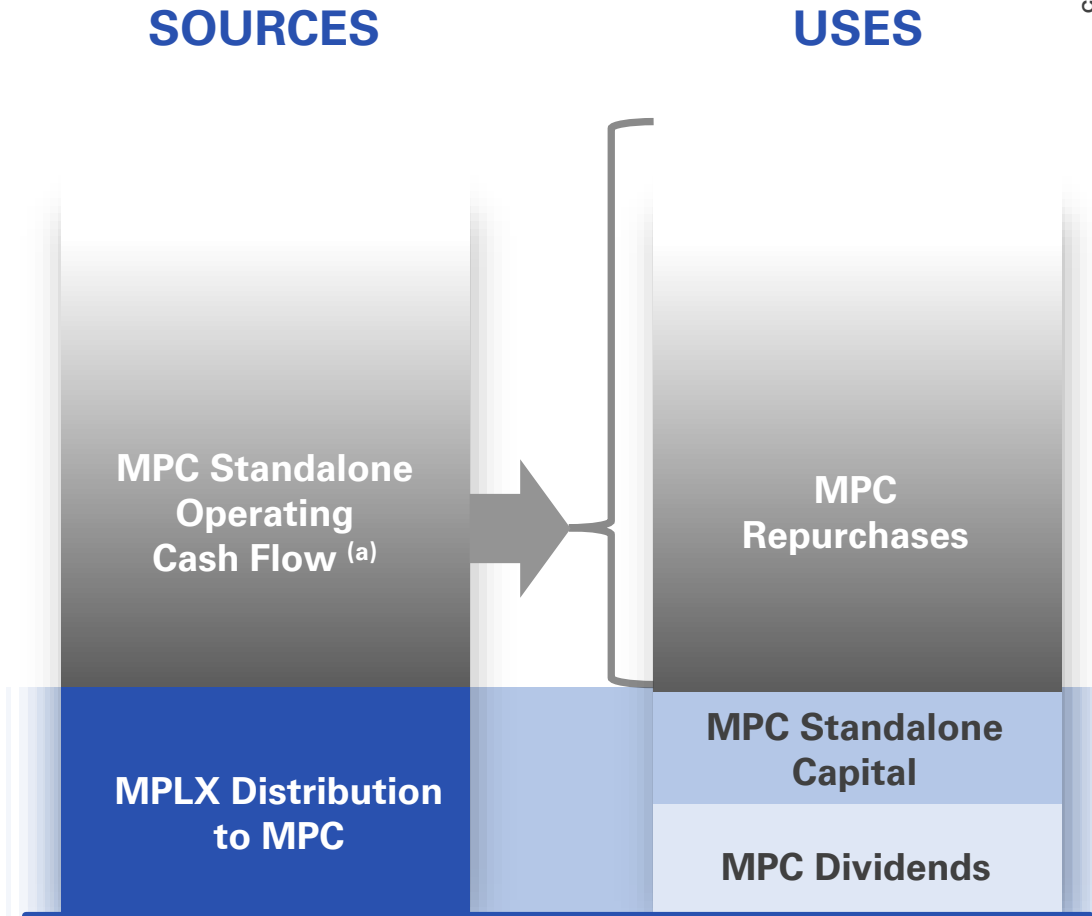 SOURCES
USES
MPC Standalone
Operating
Cash Flow (a)
MPC
Repurchases
MPLX Distribution
to MPC
MPC Standalone
Capital
MPC Dividends